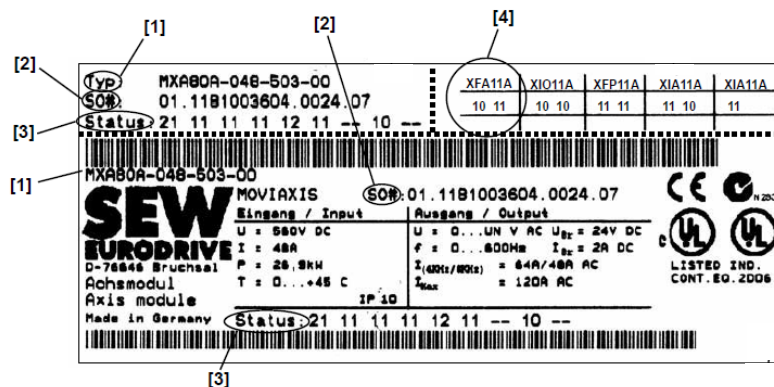 [1] [2] [4]
[2] Typ: MXA80A-048-503-00
SO#: 01.1181003604.0024.07
[3] Status: 21 11 11 11 12 11 -- 10 --
XFA11A XIO11A XFP11A XIA11A XIA11A
10 11 10 10 11 11 11 10 11
[1] MXA80A-048-503-00
SEW
EURODRIVE
D-76646 Bruchsal
Achsmodul
Axis module
Made in Germany
MOVIAXIS SO#: 01.1181003604.0024.07
Eingang / Input
U = 560V DC
I = 48A
P = 26,9kW
T = 0...+45 C
IP 10
Ausgang / Output
U = 0...UN V AC UBr = 24V DC
f = 0...600Hz IBr = 2A DC
I(4KHz/8KHz) = 64A/48A AC
IMax = 120A AC
Status: 21 11 11 11 12 11 -- 10 --
[3]
CE
C UL UL
LISTED IND.
CONT.EQ.2D06